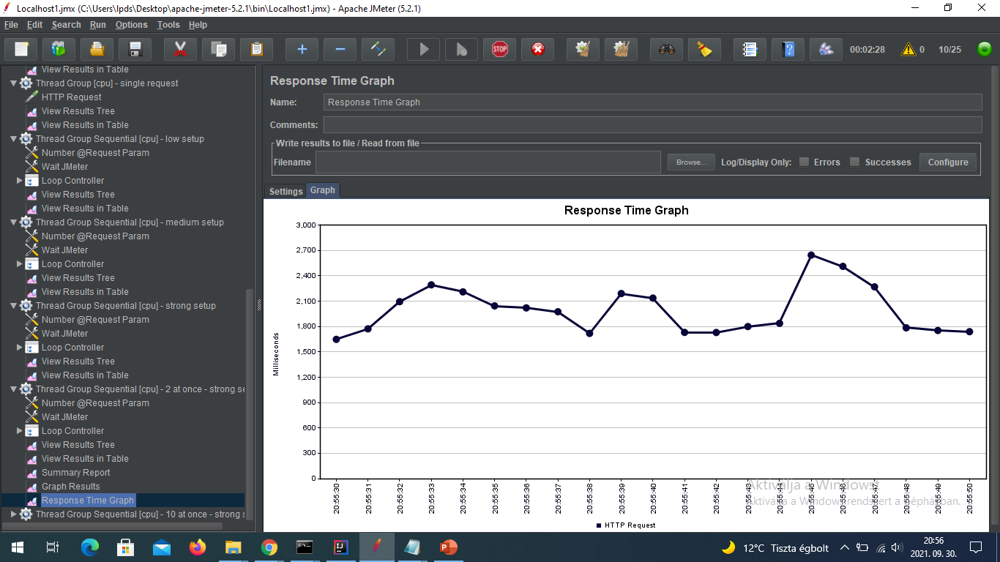 Localhost1.jmx (C:\Users\lpds\Desktop\apache-jmeter-5.2.1\bin\Localhost1.jmx) - Apache JMeter (5.2.1)
File Edit Search Run Options Tools Help
STOP 00:02:28 0 10/25
View Results in Table
Thread Group [cpu] - single request
HTTP Request
View Results Tree
View Results in Table
Thread Group Sequential [cpu] - low setup
Number @Request Param
Wait JMeter
Loop Controller
View Results Tree
View Results in Table
Thread Group Sequential [cpu] - medium setup
Number @Request Param
Wait JMeter
Loop Controller
View Results Tree
View Results in Table
Thread Group Sequential [cpu] - strong setup
Number @Request Param
Wait JMeter
Loop Controller
View Results Tree
View Results in Table
Thread Group Sequential [cpu] - 2 at once - strong se
Number @Request Param
Wait JMeter
Loop Controller
View Results Tree
View Results in Table
Summary Report
Graph Results
Response Time Graph
Thread Group Sequential [cpu] - 10 at once - strong s
Response Time Graph
Name: Response Time Graph
Comments:
Write results to file / Read from file
Filename Browse... Log/Display Only: Errors Successes Configure
Settings Graph
Response Time Graph
3,000
2,700
2,400
2,100
1,800
1,500
1,200
900
600
300
0
Milliseconds
20:55:30 20:55:31 20:55:32 20:55:33 20:55:34 20:55:35 20:55:36 20:55:37 20:55:38 20:55:39 20:55:40 20:55:41 20:55:42 20:55:43 20:55:44 20:55:45 20:55:46 20:55:47 20:55:48 20:55:49 20:55:50
Aktiválja a Windowst
Aktiválja a Windows rendszert a Gépházban.
HTTP Request
12°C Tiszta égbolt
20:56
2021. 09. 30.